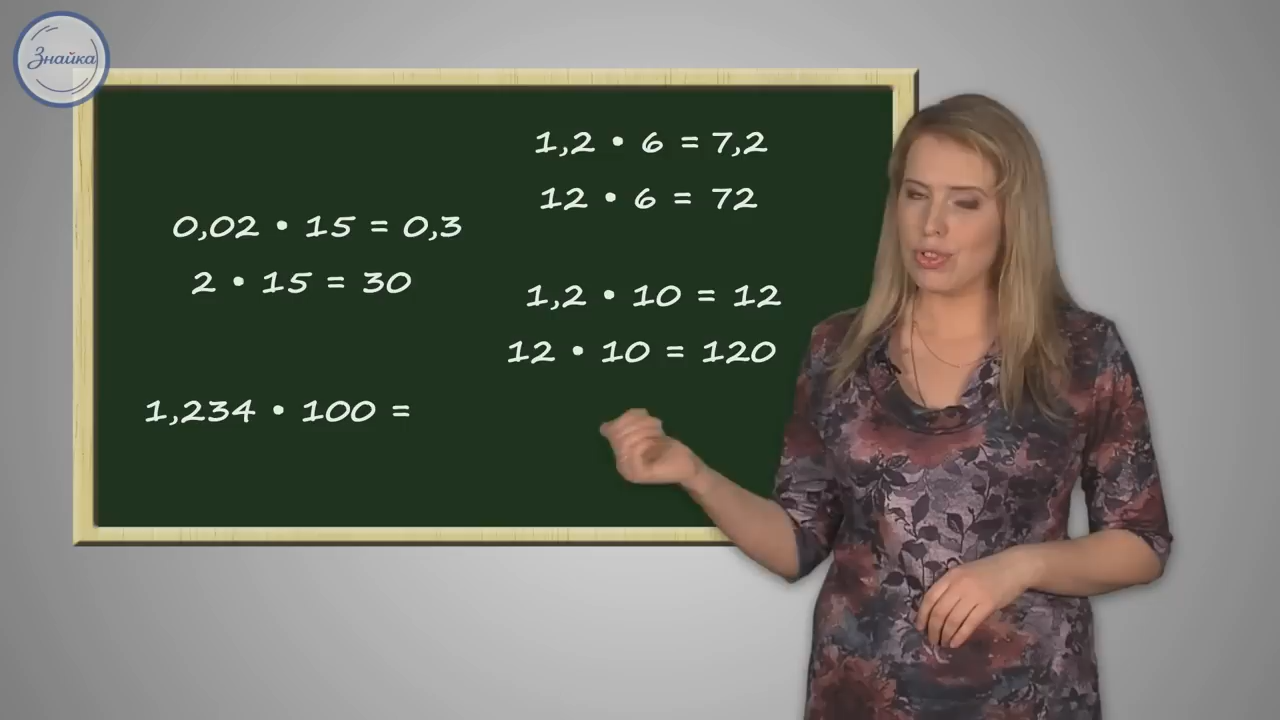 Знайка
1,2 • 6 = 7,2
12 • 6 = 72
0,02 • 15 = 0,3
2 • 15 = 30
1,2 • 10 = 12
12 • 10 = 120
1,234 • 100 =